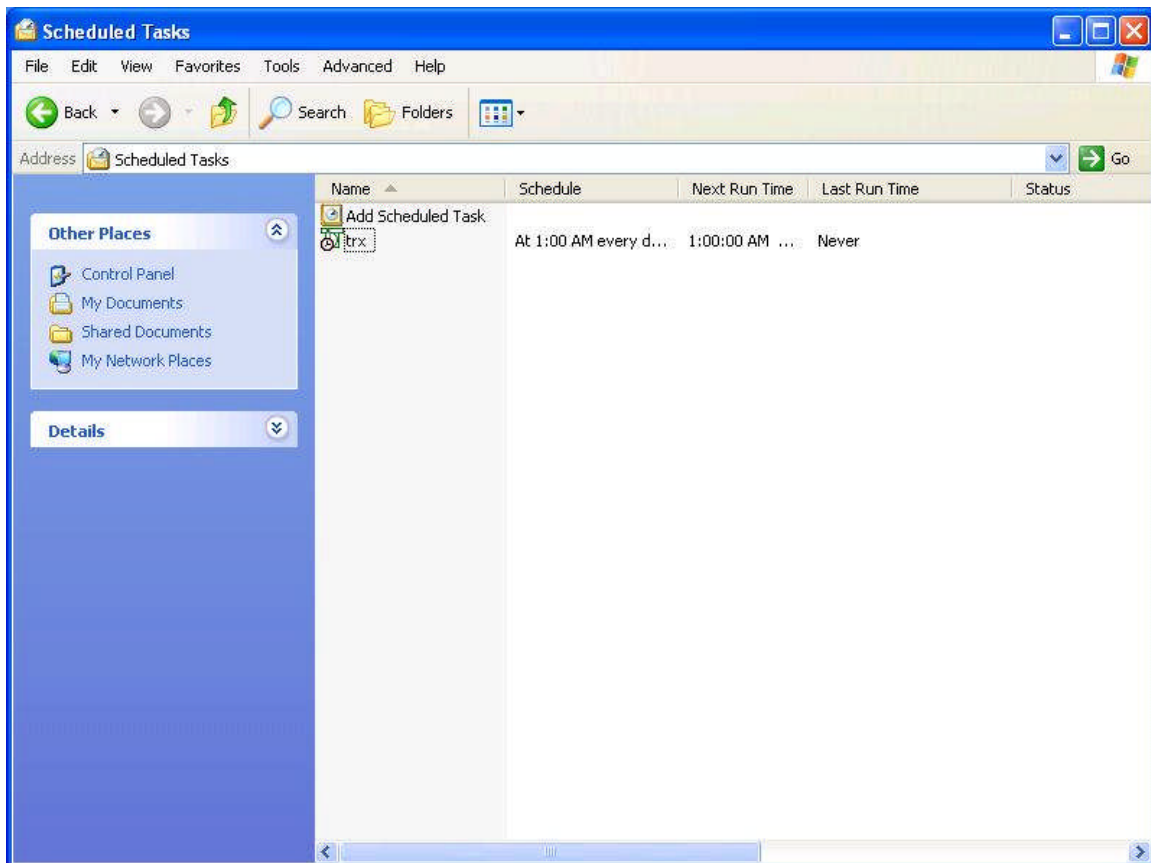 Scheduled Tasks
File Edit View Favorites Tools Advanced Help
Back Search Folders
Address Scheduled Tasks Go
Other Places
Control Panel
My Documents
Shared Documents
My Network Places
Details
Name Schedule Next Run Time Last Run Time Status
Add Scheduled Task
trx At 1:00 AM every d... 1:00:00 AM ... Never